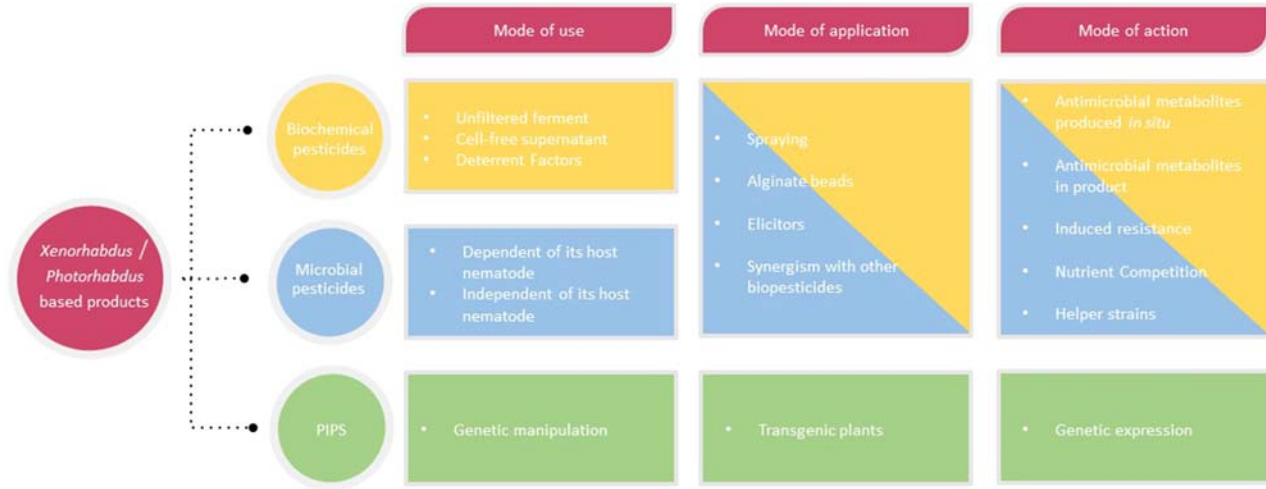 Mode of use
Mode of application
Mode of action
Xenorhabdus /
Photorhabdus
based products
Biochemical
pesticides
• Unfiltered ferment
• Cell-free supernatant
• Deterrent Factors
Microbial
pesticides
• Dependent of its host
nematode
• Independent of its host
nematode
• Spraying
• Alginate beads
• Elicitors
• Synergism with other
biopesticides
• Antimicrobial metabolites
produced in situ
• Antimicrobial metabolites
in product
• Induced resistance
• Nutrient Competition
• Helper strains
PIPS
• Genetic manipulation
• Transgenic plants
• Genetic expression